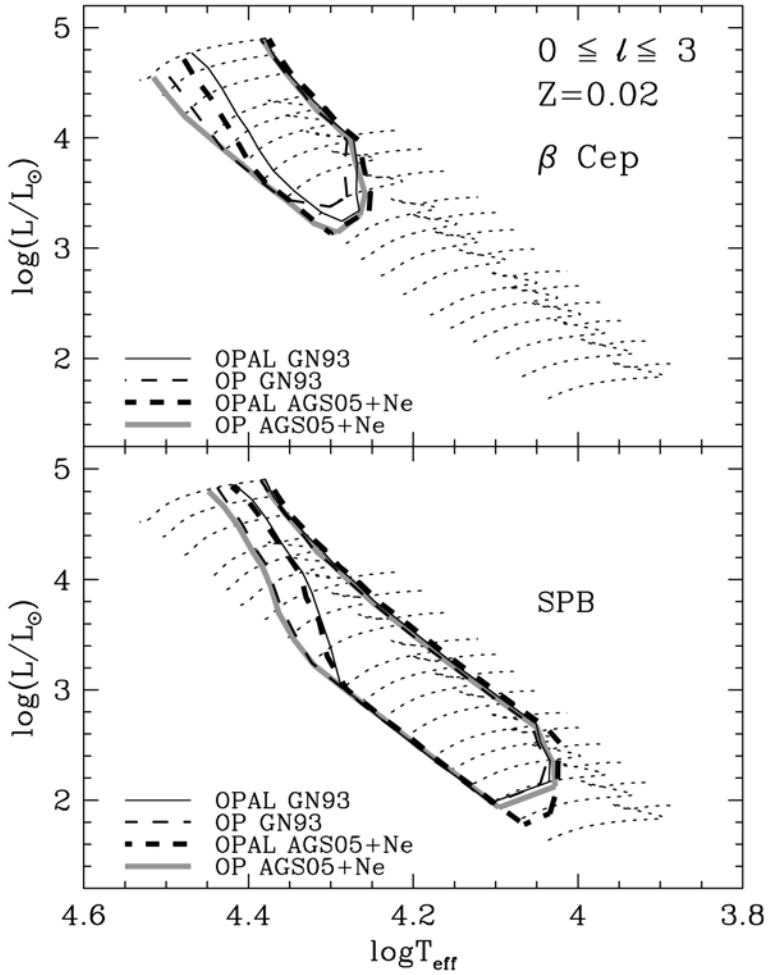 5
0 ≦ l ≦ 3
Z=0.02
4
β Cep
log(L/L⊙)
3
2
OPAL GN93
OP GN93
OPAL AGS05+Ne
OP AGS05+Ne
5
4
SPB
log(L/L⊙)
3
2
OPAL GN93
OP GN93
OPAL AGS05+Ne
OP AGS05+Ne
4.6 4.4 4.2 4 3.8
logTeff